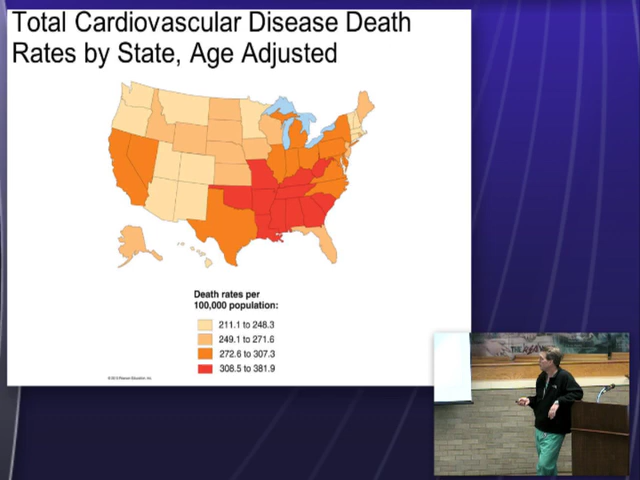 Total Cardiovascular Disease Death
Rates by State, Age Adjusted
Death rates per
100,000 population:
211.1 to 248.3
249.1 to 271.6
272.6 to 307.3
308.5 to 381.9